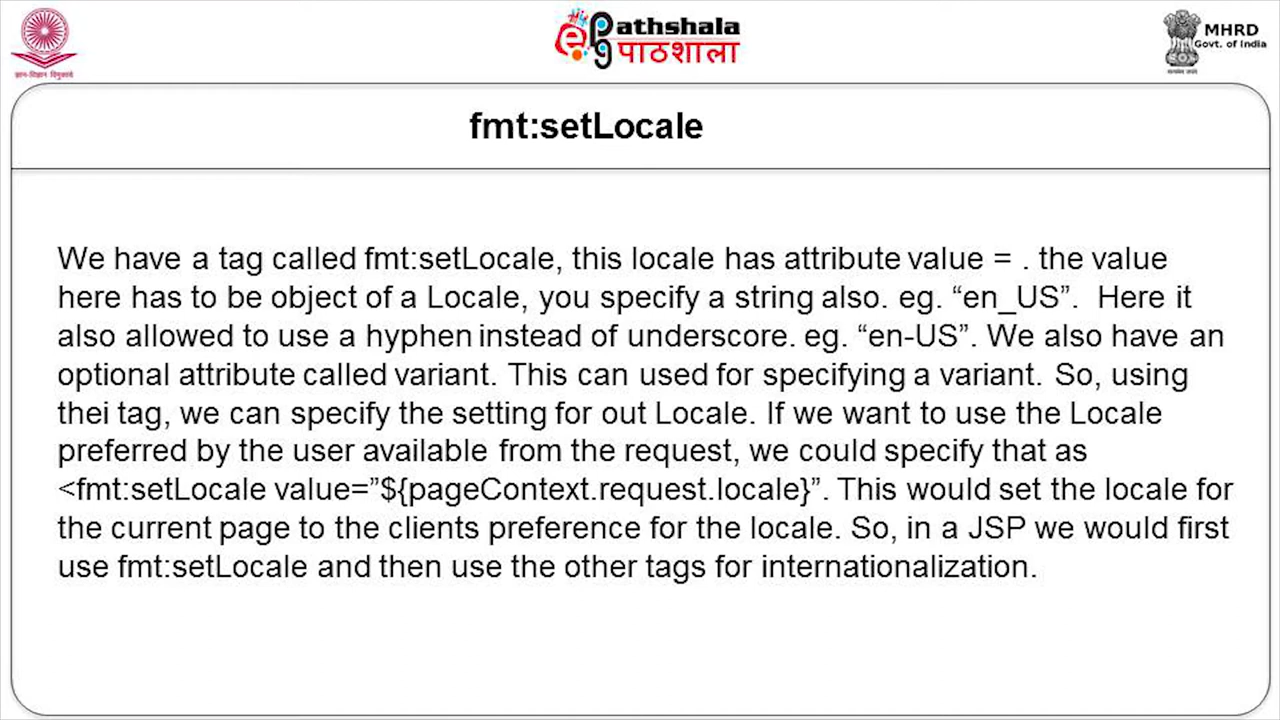 ज्ञान-विज्ञान विमुक्तये
ePathshala
पाठशाला
MHRD
Govt. of India
सत्यमेव जयते
fmt:setLocale
We have a tag called fmt:setLocale, this locale has attribute value = . the value
here has to be object of a Locale, you specify a string also. eg. “en_US”.  Here it
also allowed to use a hyphen instead of underscore. eg. “en-US”. We also have an
optional attribute called variant. This can used for specifying a variant. So, using
thei tag, we can specify the setting for out Locale. If we want to use the Locale
preferred by the user available from the request, we could specify that as
<fmt:setLocale value=”${pageContext.request.locale}”. This would set the locale for
the current page to the clients preference for the locale. So, in a JSP we would first
use fmt:setLocale and then use the other tags for internationalization.